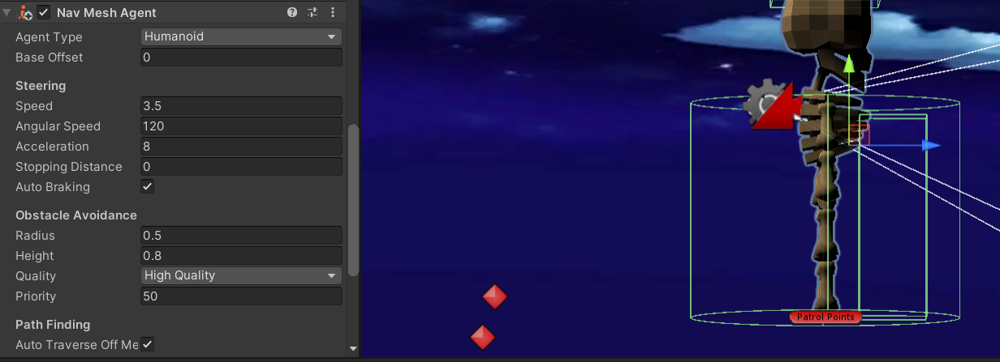 Nav Mesh Agent
Agent Type Humanoid
Base Offset 0
Steering
Speed 3.5
Angular Speed 120
Acceleration 8
Stopping Distance 0
Auto Braking
Obstacle Avoidance
Radius 0.5
Height 0.8
Quality High Quality
Priority 50
Path Finding
Auto Traverse Off Me
Patrol Points